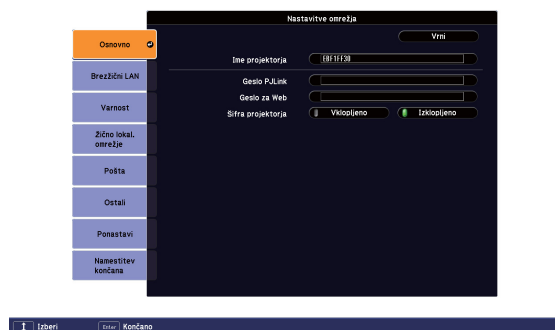 Nastavitve omrežja
Vrni
Osnovno
Ime projektorja EBF1FF30
Brezžični LAN
Geslo PJLink
Geslo za Web
Varnost
Šifra projektorja Vklopljeno Izklopljeno
Žično lokal.
omrežje
Pošta
Ostali
Ponastavi
Namestitev
končana
Izberi Enter Končano